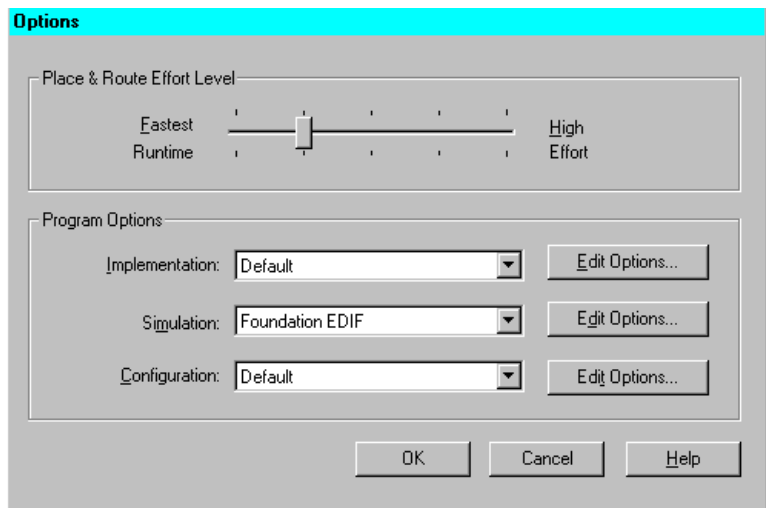 Options
Place & Route Effort Level
Fastest High
Runtime Effort
Program Options
Implementation: Default Edit Options...
Simulation: Foundation EDIF Edit Options...
Configuration: Default Edit Options...
OK Cancel Help